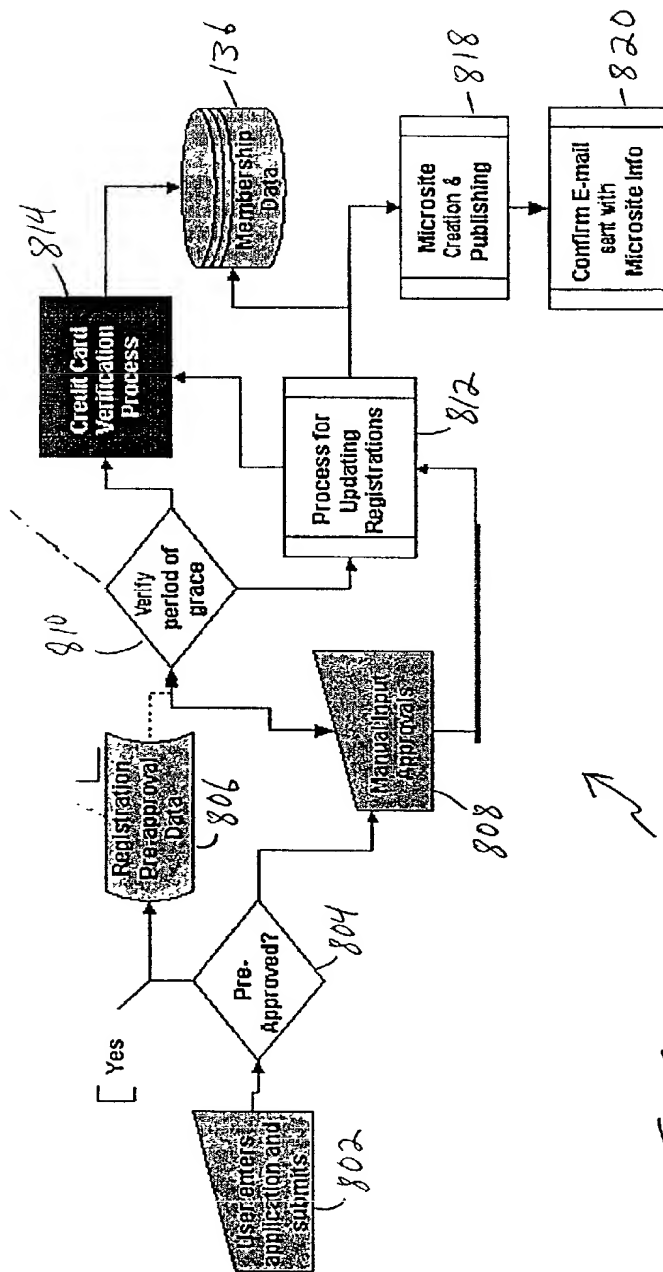 User enters
application and
submits
802
Pre-
Approved?
804
Yes
Registration
Pre-approval
Data
806
Manual Input
Approvals
808
Verify
period of
grace
810
Process for
Updating
Registrations
812
Credit Card
Verification
Process
814
Membership
Data
136
Microsite
Creation &
Publishing
818
Confirm E-mail
sent with
Microsite Info
820